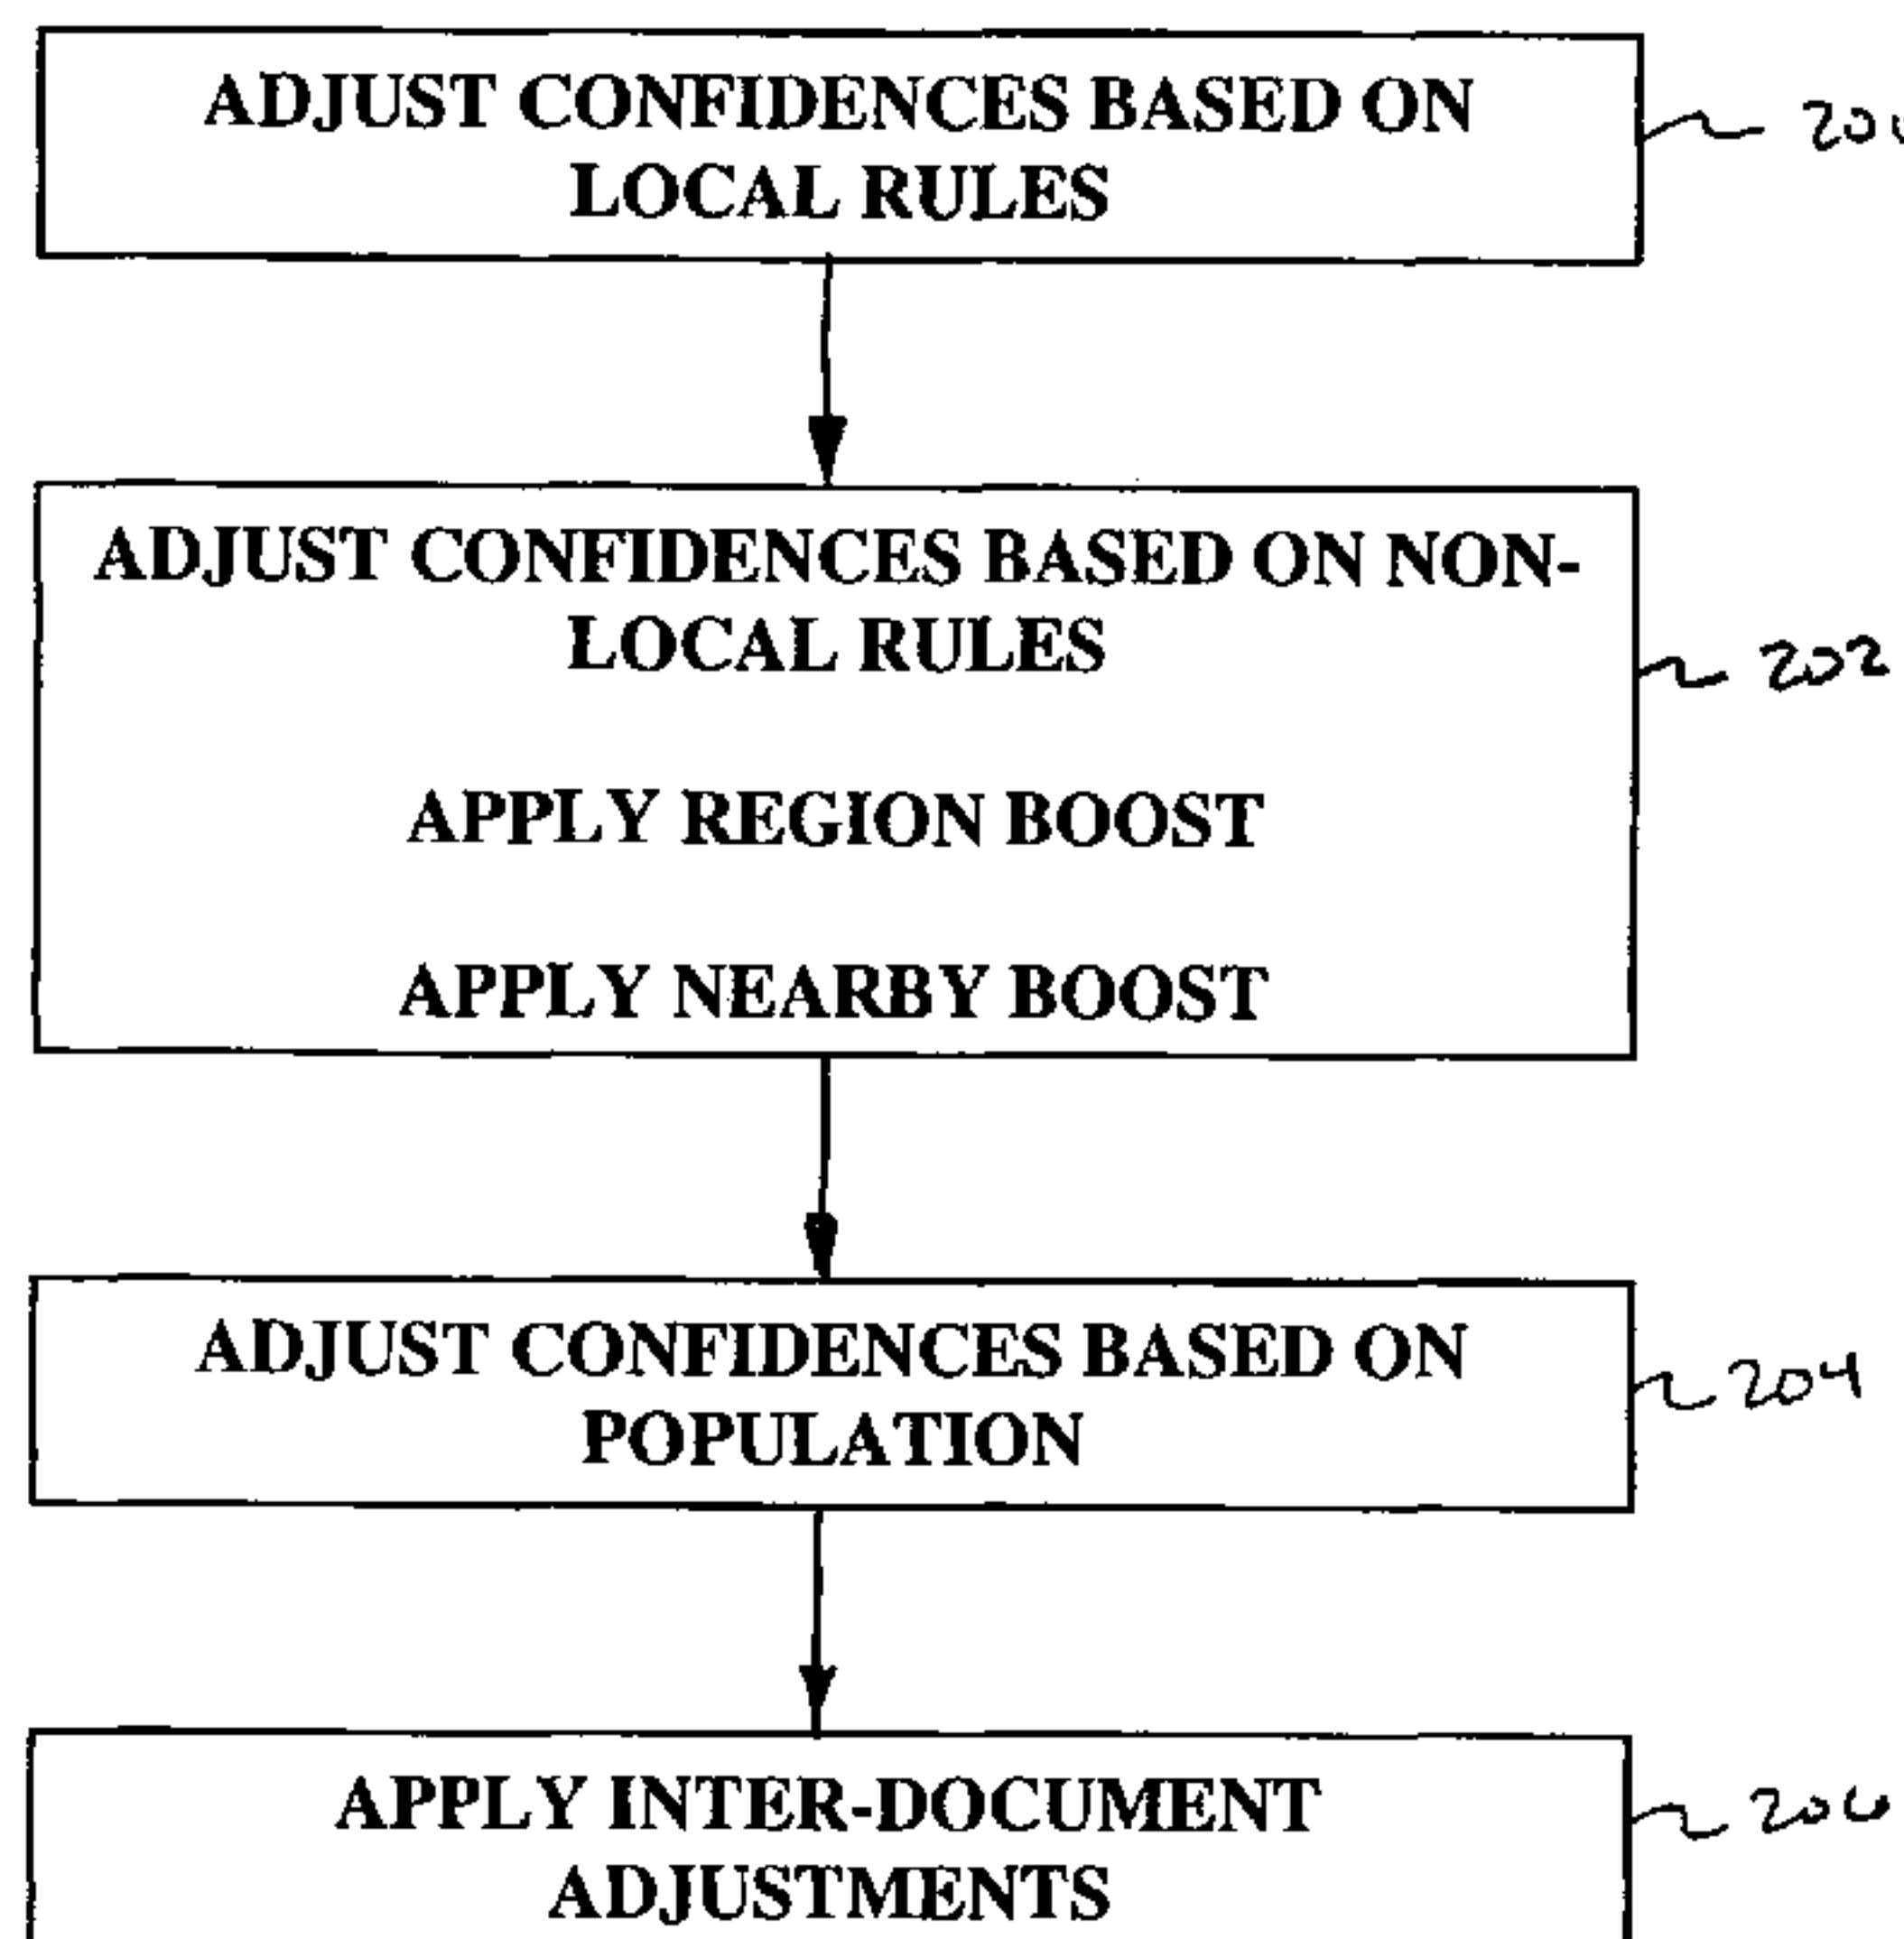 ADJUST CONFIDENCES BASED ON
LOCAL RULES
ADJUST CONFIDENCES BASED ON NON-
LOCAL RULES
202
APPLY REGION BOOST
APPLY NEARBY BOOST
ADJUST CONFIDENCES BASED ON
204
POPULATION
APPLY INTER-DOCUMENT
206
ADJUSTMENTS